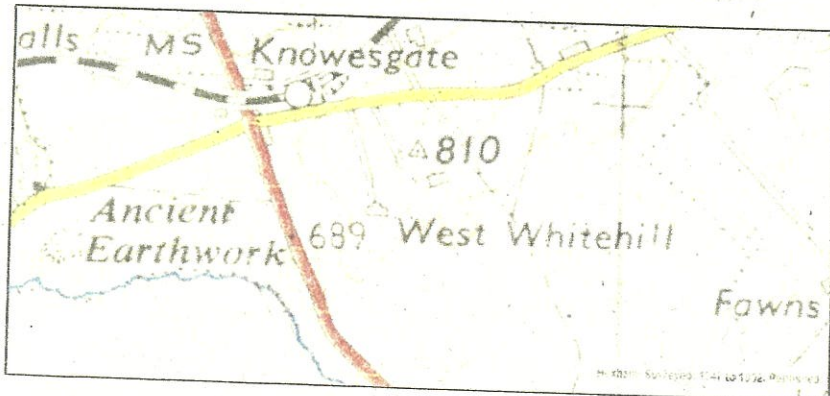 alls
MS
Knowesgate
810
Ancient
Earthwork
689
West Whitehill
Fawns